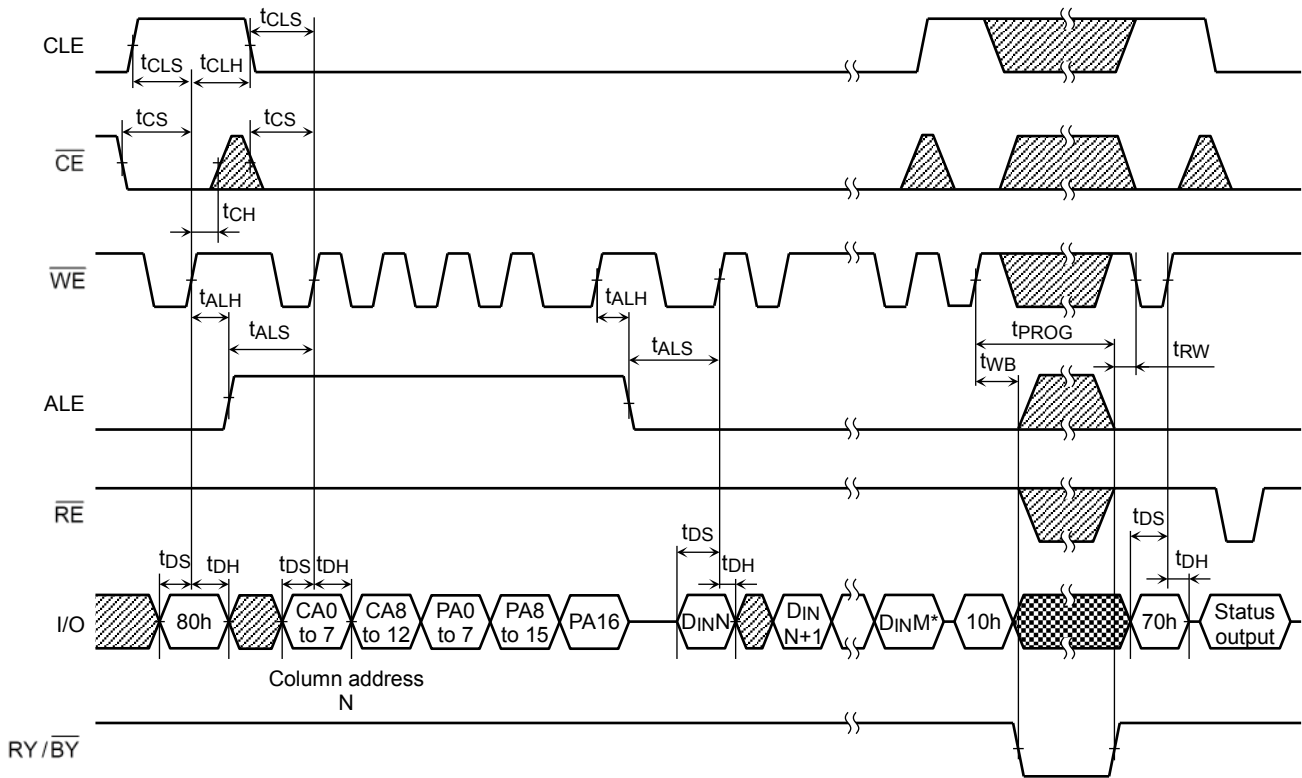 CLE
tCLS
tCLS
tCLH
CE
tCS
tCS
tCH
WE
tALH
tALS
tALH
tALS
tPROG
tWB
tRW
ALE
RE
tDS
tDH
tDS
tDH
tDS
tDH
tDS
tDH
I/O
80h
CA0
to 7
CA8
to 12
PA0
to 7
PA8
to 15
PA16
DINN
DIN
N+1
DINM*
10h
70h
Status
output
Column address
N
RY/BY